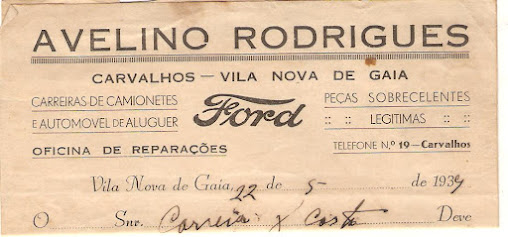 AVELINO RODRIGUES
CARVALHOS — VILA NOVA DE GAIA
CARREIRAS DE CAMIONETES
E AUTOMOVEL DE ALUGUER
OFICINA DE REPARAÇÕES
Ford
PEÇAS SOBRECELENTES
:: :: LEGITIMAS :: ::
TELEFONE N.º 19 — Carvalhos
Vila Nova de Gaia, 22 de 5 de 1939
O Snr. Correia & Costa Deve